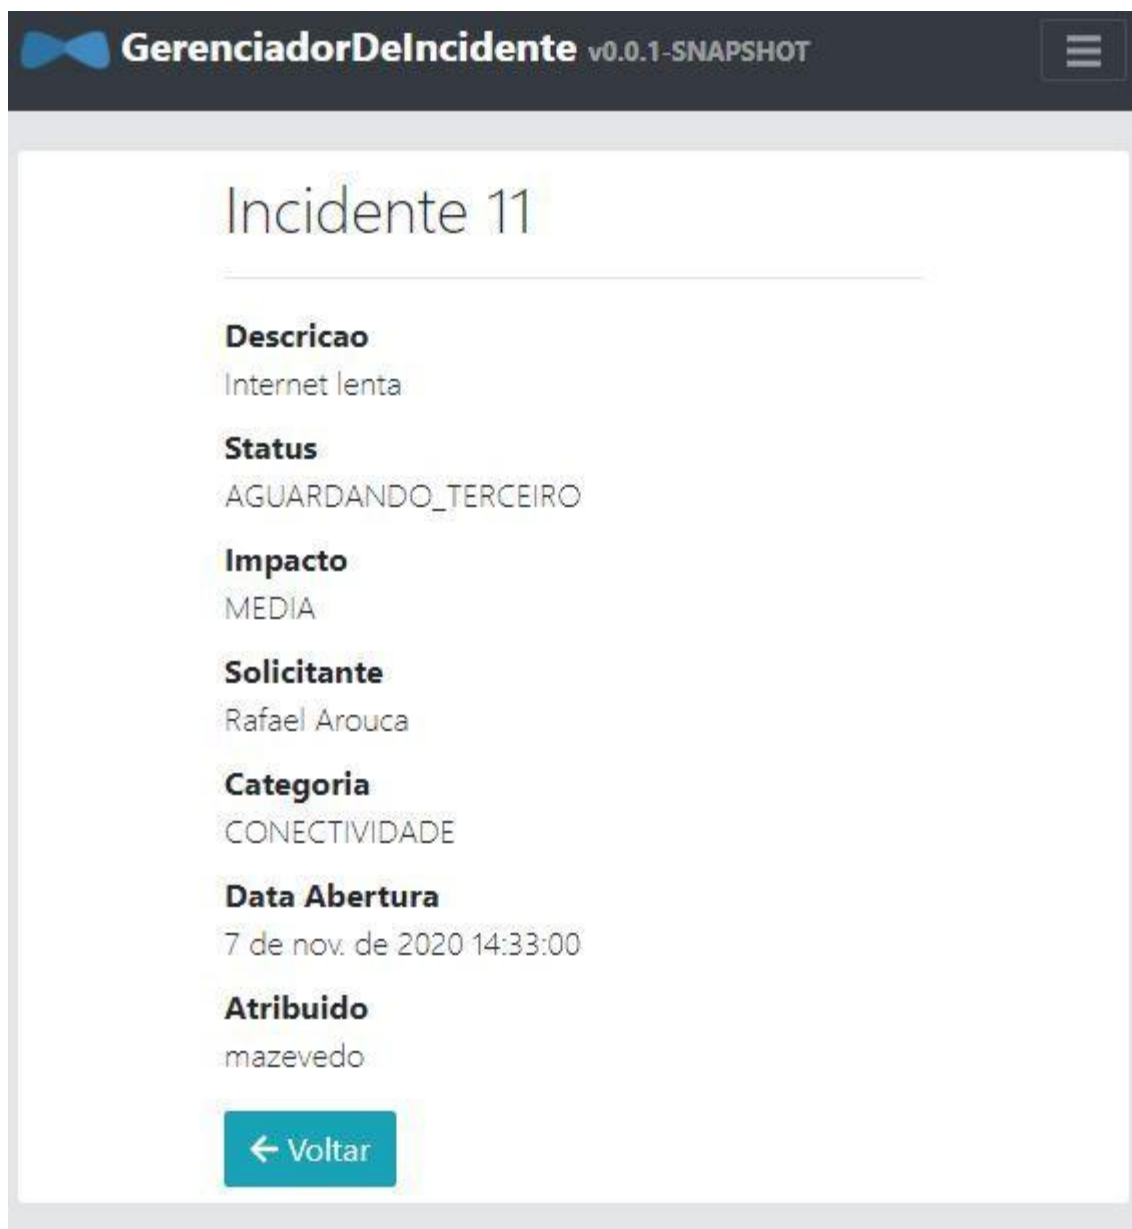 GerenciadorDeIncidente v0.0.1-SNAPSHOT
Incidente 11
Descricao
Internet lenta
Status
AGUARDANDO_TERCEIRO
Impacto
MEDIA
Solicitante
Rafael Arouca
Categoria
CONECTIVIDADE
Data Abertura
7 de nov. de 2020 14:33:00
Atribuido
mazevedo
Voltar